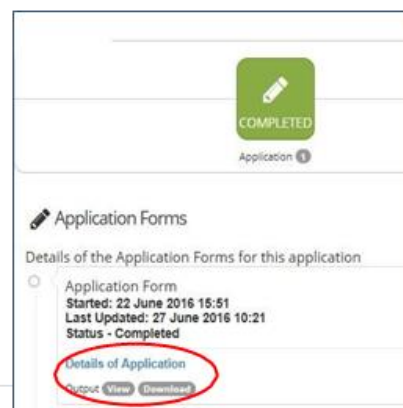 COMPLETED
Application 1
Application Forms
Details of the Application Forms for this application
Application Form
Started: 22 June 2016 15:51
Last Updated: 27 June 2016 10:21
Status - Completed
Details of Application
Output View Download